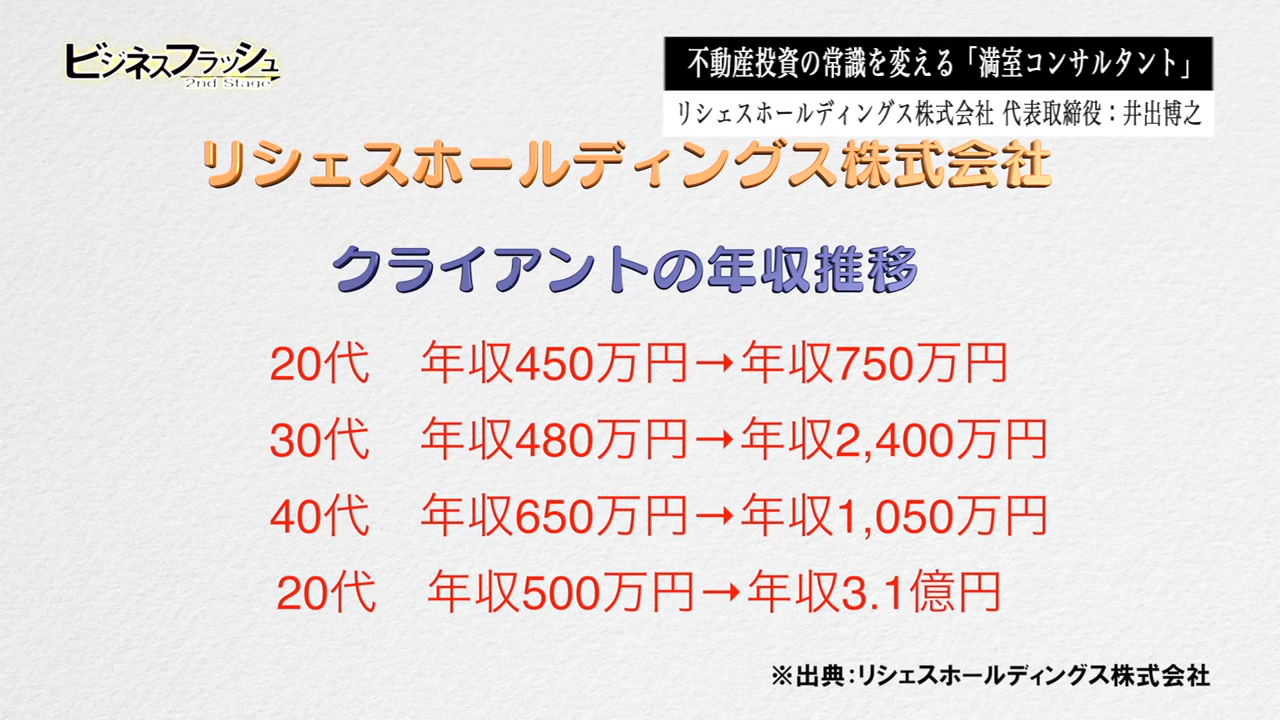 ビジネスフラッシュ
2nd Stage
不動産投資の常識を変える「満室コンサルタント」
リシェスホールディングス株式会社 代表取締役：井出博之
リシェスホールディングス株式会社
クライアントの年収推移
20代　年収450万円→年収750万円
30代　年収480万円→年収2,400万円
40代　年収650万円→年収1,050万円
20代　年収500万円→年収3.1億円
※出典：リシェスホールディングス株式会社